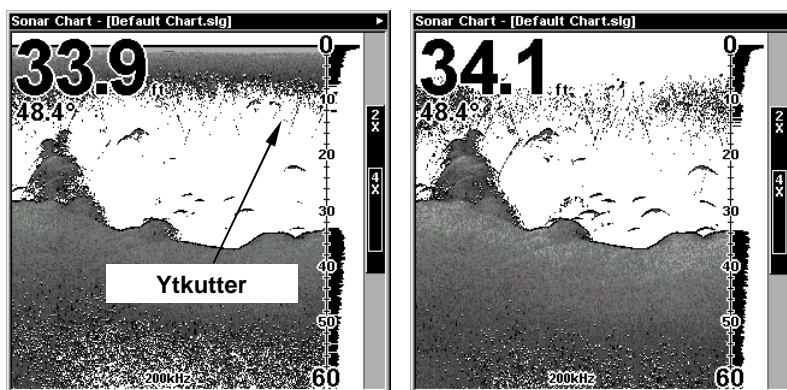 Sonar Chart - [Default Chart.slg]
33.9 ft
48.4°
0
10
20
30
40
50
60
2X
4X
Ytkutter
200kHz
Sonar Chart - [Default Chart.slg]
34.1 ft
48.4°
0
10
20
30
40
50
60
2X
4X
200kHz